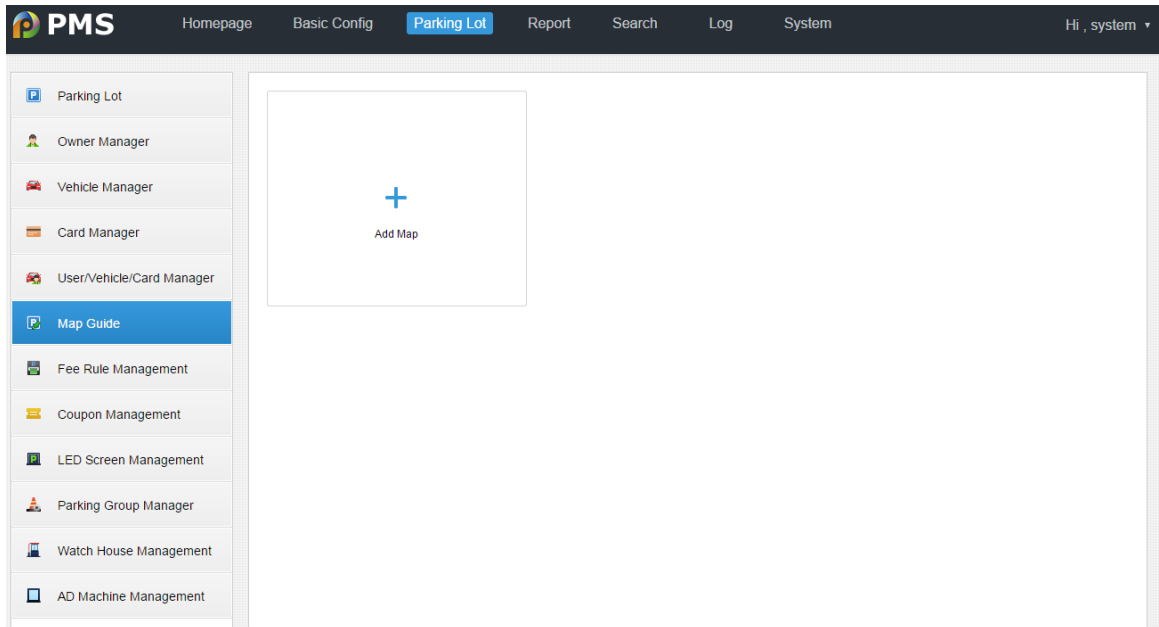 PMS
Homepage Basic Config Parking Lot Report Search Log System Hi , system
Parking Lot
Owner Manager
Vehicle Manager
Card Manager
User/Vehicle/Card Manager
Map Guide
Fee Rule Management
Coupon Management
LED Screen Management
Parking Group Manager
Watch House Management
AD Machine Management
Add Map